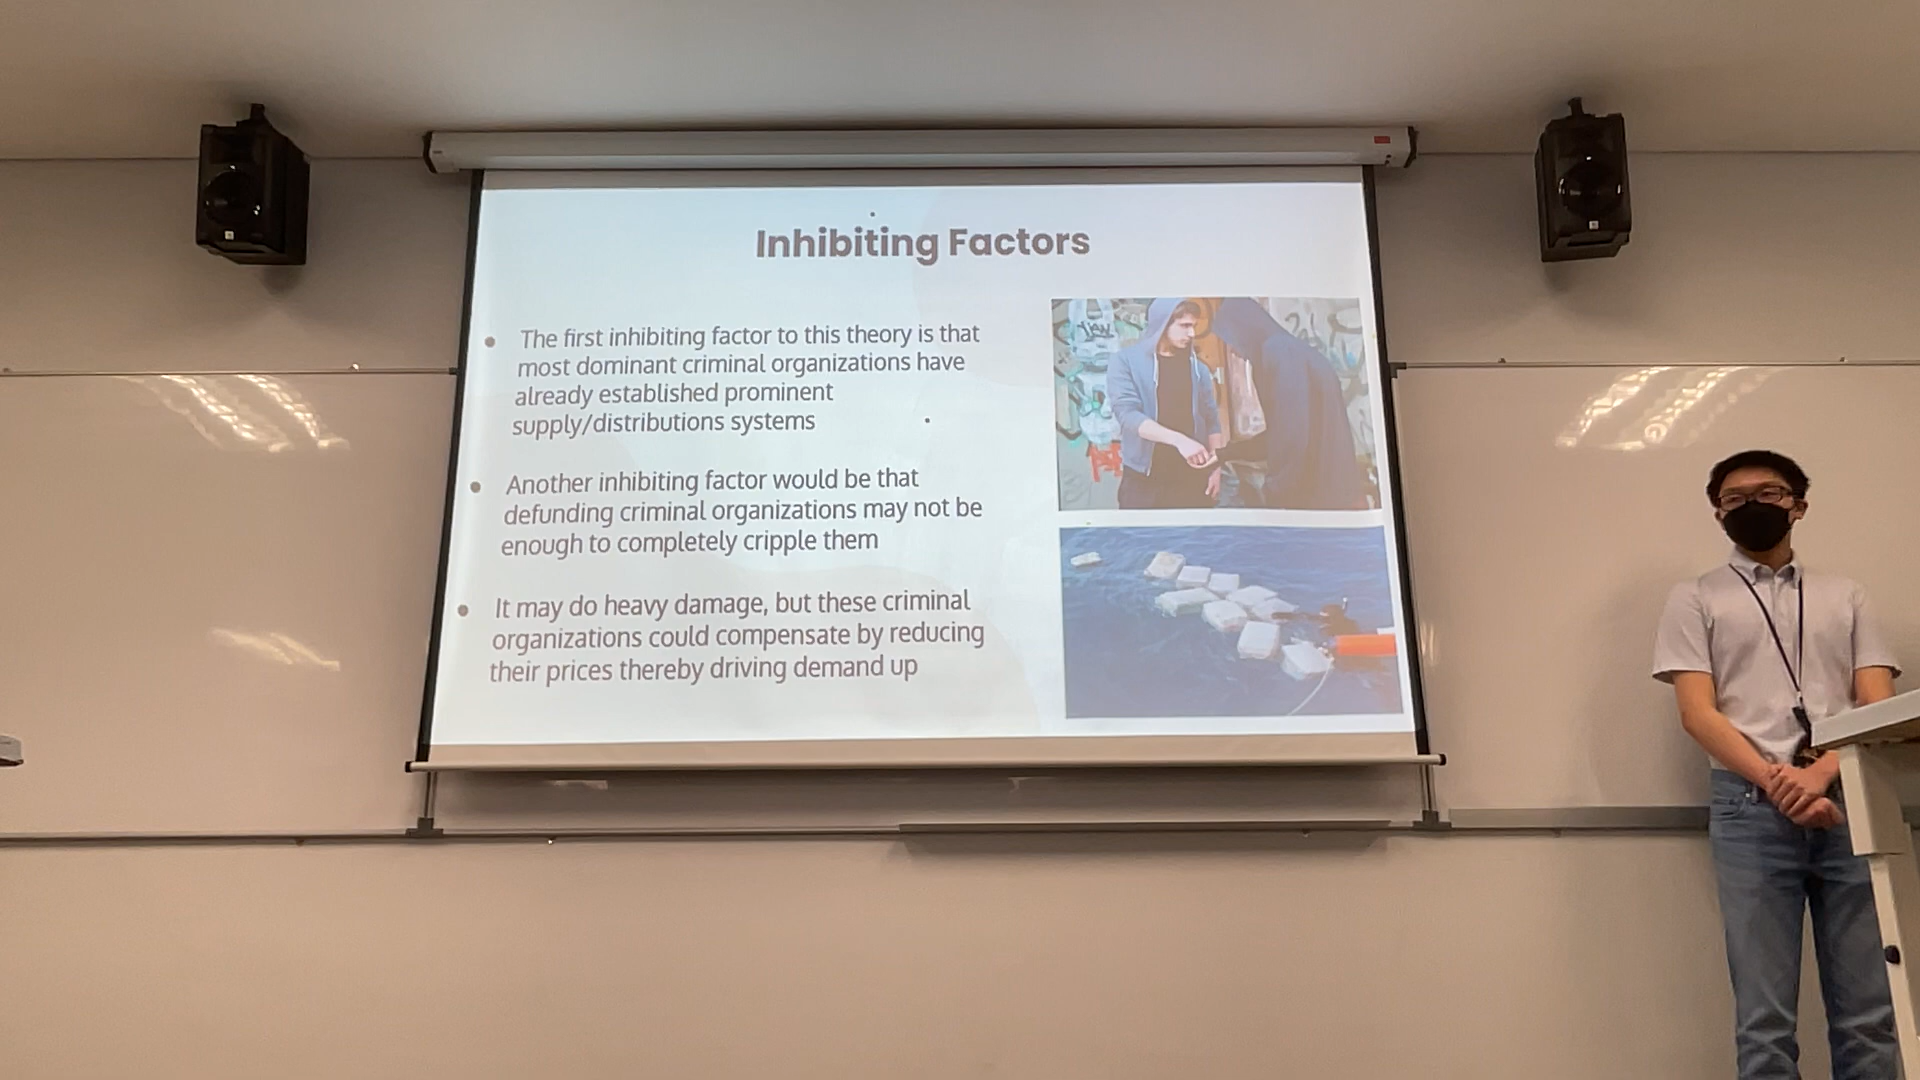 Inhibiting Factors
The first inhibiting factor to this theory is that
most dominant criminal organizations have
already established prominent
supply/distributions systems
Another inhibiting factor would be that
defunding criminal organizations may not be
enough to completely cripple them
It may do heavy damage, but these criminal
organizations could compensate by reducing
their prices thereby driving demand up